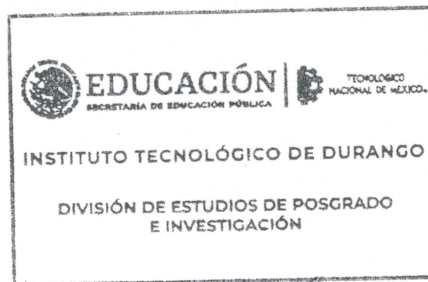 EDUCACIÓN
SECRETARÍA DE EDUCACIÓN PÚBLICA
TECNOLÓGICO
NACIONAL DE MÉXICO®
INSTITUTO TECNOLÓGICO DE DURANGO
DIVISIÓN DE ESTUDIOS DE POSGRADO
E INVESTIGACIÓN